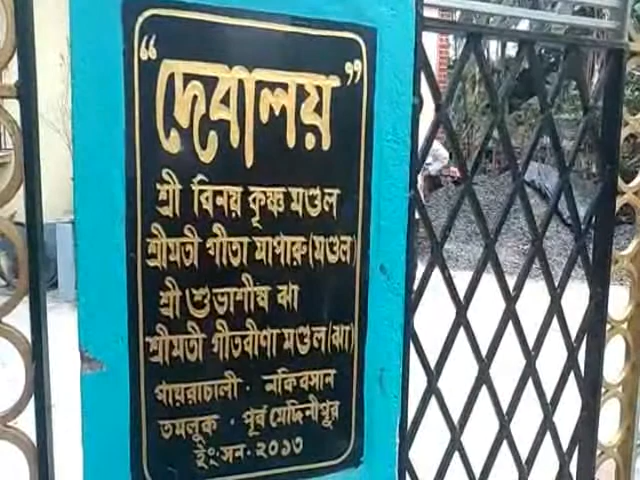 “দেবালয়”
শ্রী বিনয় কৃষ্ণ মণ্ডল
শ্রীমতী গীতা মাপারু (মণ্ডল)
শ্রী শুভাশীষ ঝা
শ্রীমতী গীতবীণা মণ্ডল (ঝা)
পায়রাচালী · নকিবসান
তমলুক · পূর্ব মেদিনীপুর
ইং সন · ২০১৩